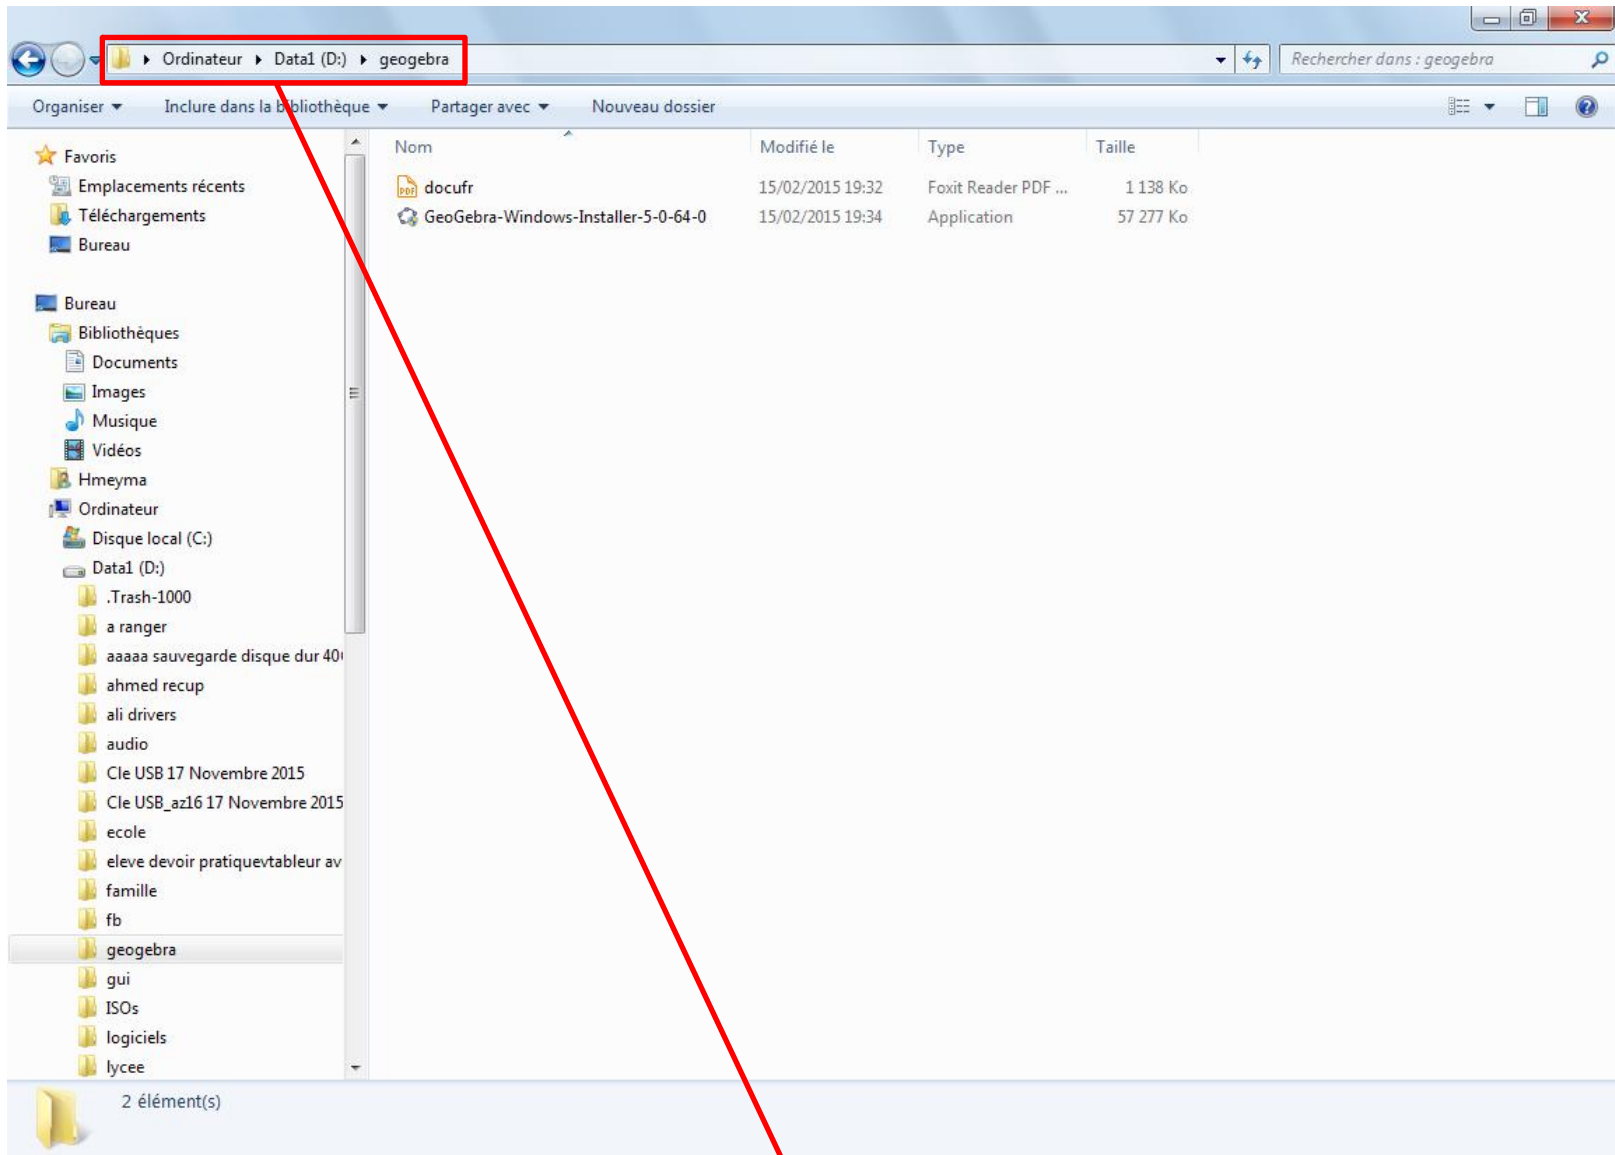 Ordinateur Data1 (D:) geogebra
Rechercher dans : geogebra
Organiser Inclure dans la bibliothèque Partager avec Nouveau dossier
Nom Modifié le Type Taille
docufr 15/02/2015 19:32 Foxit Reader PDF ... 1 138 Ko
GeoGebra-Windows-Installer-5-0-64-0 15/02/2015 19:34 Application 57 277 Ko
Favoris
Emplacements récents
Téléchargements
Bureau
Bureau
Bibliothèques
Documents
Images
Musique
Vidéos
Hmeyma
Ordinateur
Disque local (C:)
Data1 (D:)
.Trash-1000
a ranger
aaaaa sauvegarde disque dur 40
ahmed recup
ali drivers
audio
Cle USB 17 Novembre 2015
Cle USB_az16 17 Novembre 2015
ecole
eleve devoir pratiquevtableur av
famille
fb
geogebra
gui
ISOs
logiciels
lycee
2 élément(s)